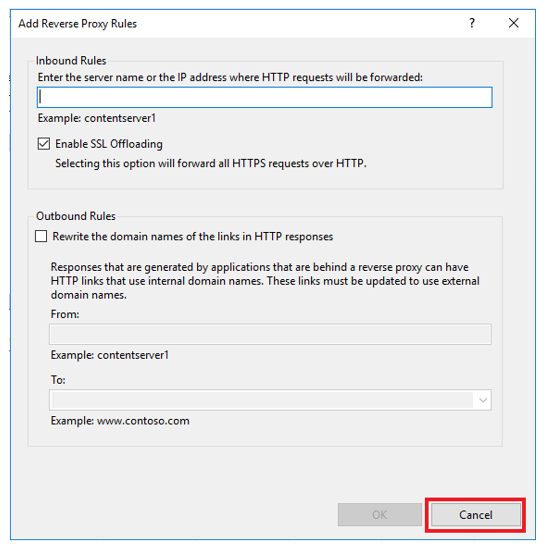 Add Reverse Proxy Rules
?
Inbound Rules
Enter the server name or the IP address where HTTP requests will be forwarded:
Example: contentserver1
Enable SSL Offloading
Selecting this option will forward all HTTPS requests over HTTP.
Outbound Rules
Rewrite the domain names of the links in HTTP responses
Responses that are generated by applications that are behind a reverse proxy can have
HTTP links that use internal domain names. These links must be updated to use external
domain names.
From:
Example: contentserver1
To:
Example: www.contoso.com
OK
Cancel